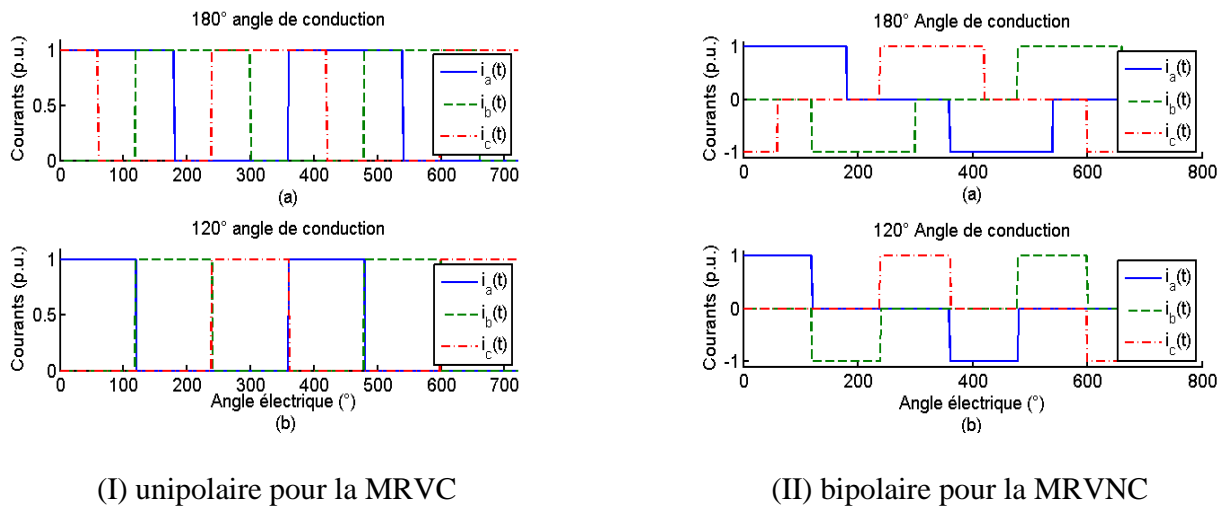 180° angle de conduction
Courants (p.u.)
1
0.5
0
i_a(t)
i_b(t)
i_c(t)
0 100 200 300 400 500 600 700
(a)
120° angle de conduction
Courants (p.u.)
1
0.5
0
i_a(t)
i_b(t)
i_c(t)
0 100 200 300 400 500 600 700
Angle électrique (°)
(b)
(I) unipolaire pour la MRVC
180° Angle de conduction
Courants (p.u.)
1
0
-1
i_a(t)
i_b(t)
i_c(t)
0 200 400 600 800
(a)
120° Angle de conduction
Courants (p.u.)
1
0
-1
i_a(t)
i_b(t)
i_c(t)
0 200 400 600 800
Angle électrique (°)
(b)
(II) bipolaire pour la MRVNC